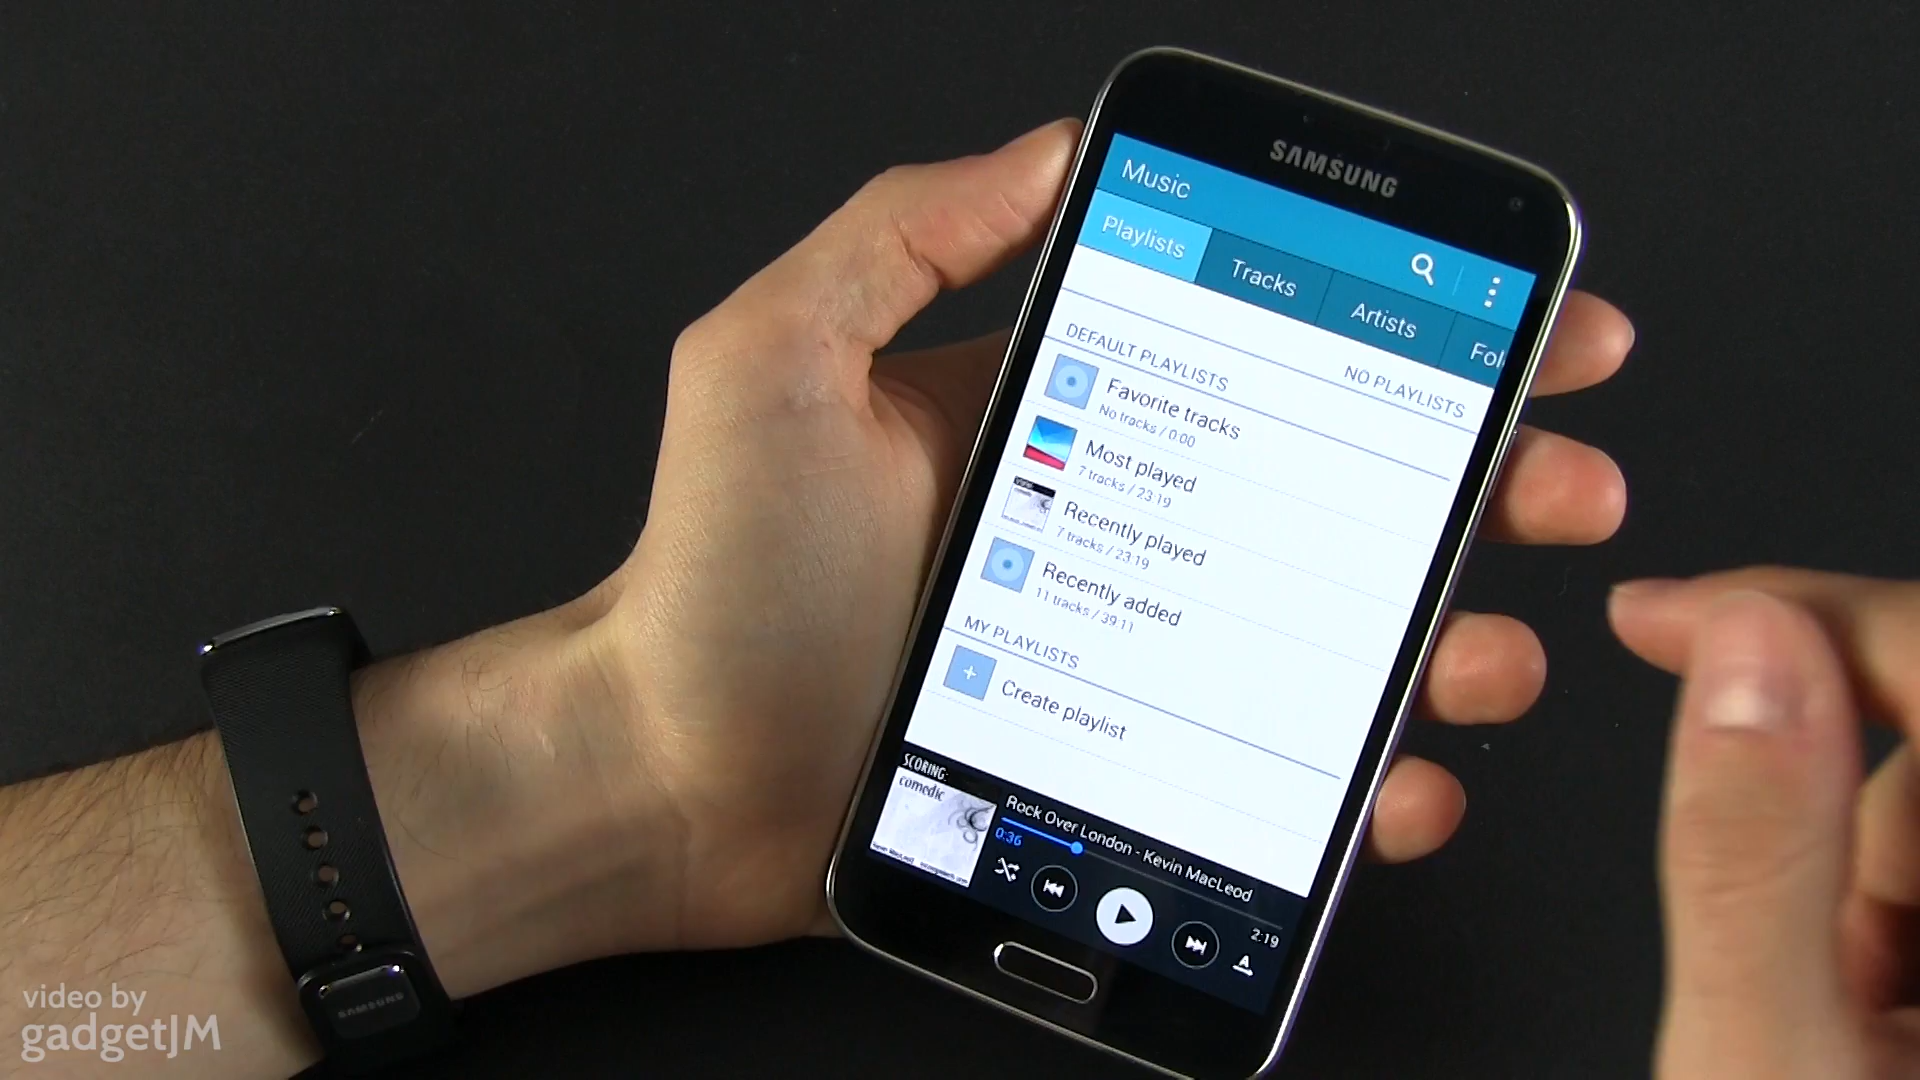 SAMSUNG
Music
Playlists
Tracks
Artists
Fol
NO PLAYLISTS
DEFAULT PLAYLISTS
Favorite tracks
No tracks / 0:00
Most played
7 tracks / 23:19
Recently played
7 tracks / 23:19
Recently added
11 tracks / 39:11
MY PLAYLISTS
Create playlist
SCORING:
comedic
Rock Over London - Kevin MacLeod
0:36
2:19
A
SAMSUNG
video by
gadgetJM